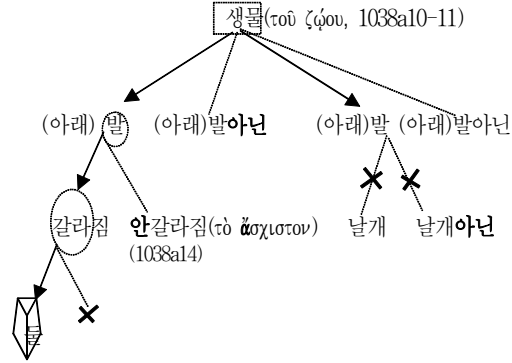 생물(τοῦ ζῴου, 1038a10-11)
(아래) 발 (아래)발아닌 (아래)발 (아래)발아닌
갈라짐 안갈라짐(τὸ ἄσχιστον) 날개 날개아닌
(1038a14)
물